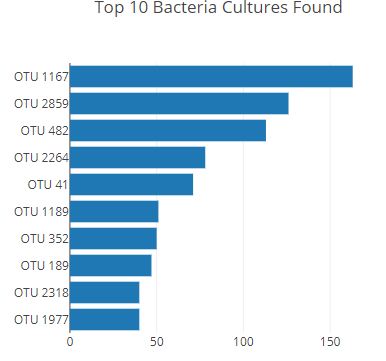 Top 10 Bacteria Cultures Found
OTU 1167
OTU 2859
OTU 482
OTU 2264
OTU 41
OTU 1189
OTU 352
OTU 189
OTU 2318
OTU 1977
0 50 100 150